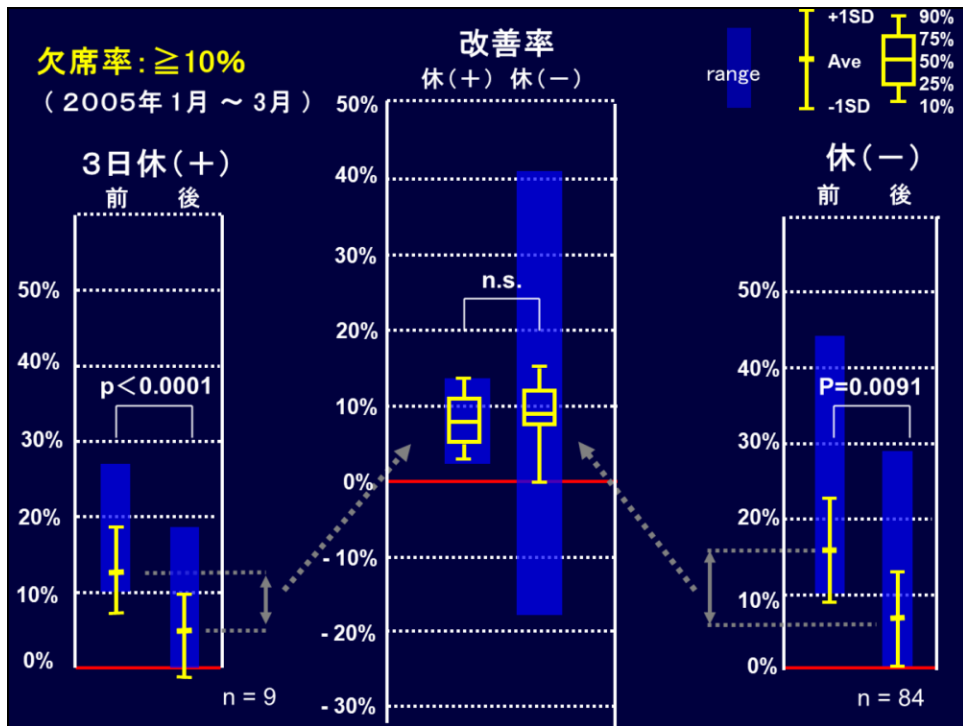 欠席率:≧10%
(2005年1月 ~ 3月)
改善率
休(+) 休(−)
range
+1SD
Ave
-1SD
90%
75%
50%
25%
10%
3日休(+)
前 後
50%
40%
30%
20%
10%
0%
p<0.0001
n = 9
50%
40%
30%
20%
10%
0%
- 10%
- 20%
- 30%
n.s.
休(−)
前 後
50%
40%
30%
20%
10%
0%
P=0.0091
n = 84